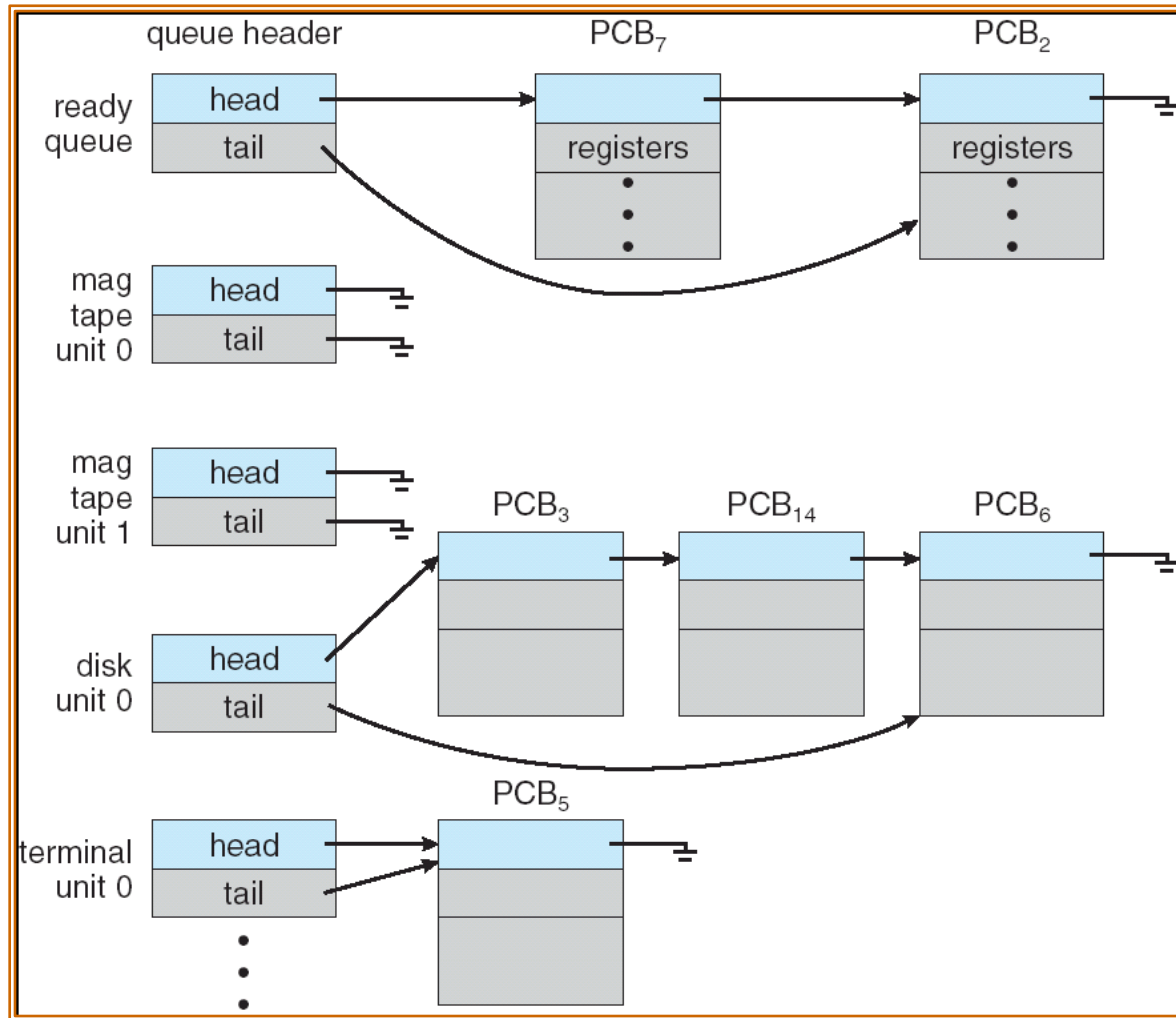 queue header
PCB₇
PCB₂
ready
queue
head
tail
registers
registers
mag
tape
unit 0
head
tail
mag
tape
unit 1
head
tail
PCB₃
PCB₁₄
PCB₆
disk
unit 0
head
tail
PCB₅
terminal
unit 0
head
tail